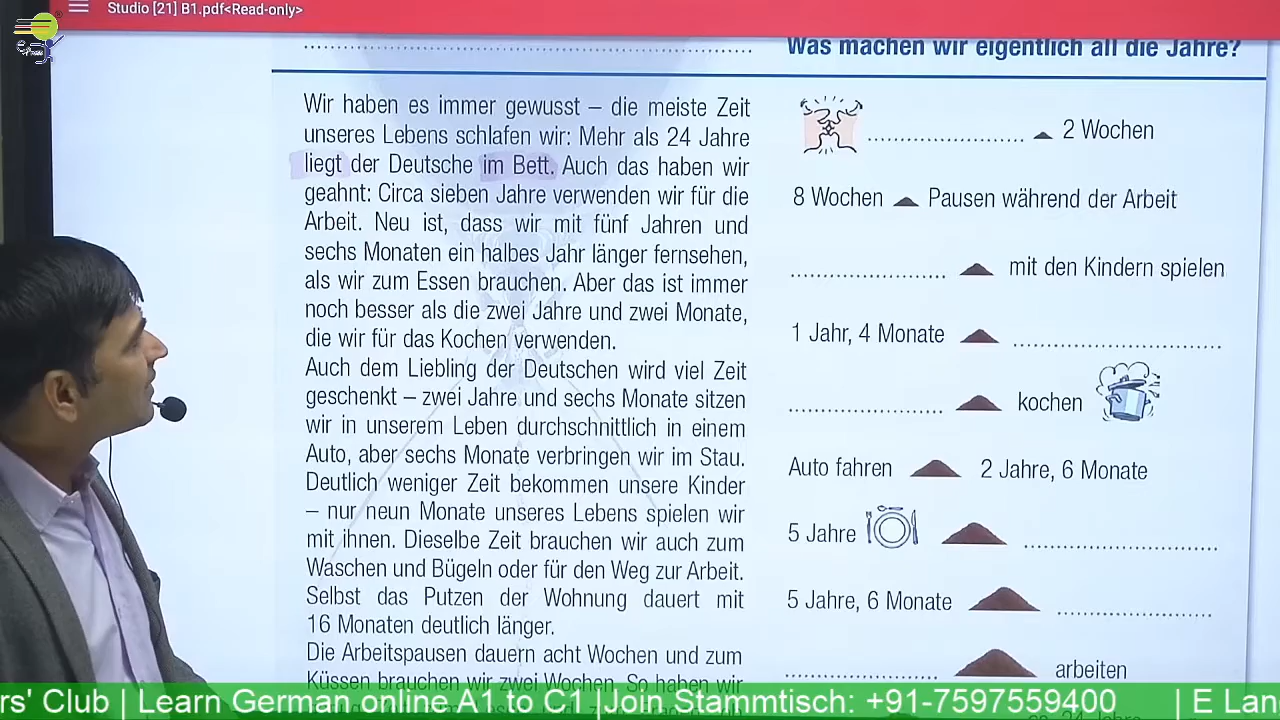 Studio [21] B1.pdf<Read-only>
Was machen wir eigentlich all die Jahre?
Wir haben es immer gewusst – die meiste Zeit
unseres Lebens schlafen wir: Mehr als 24 Jahre
liegt der Deutsche im Bett. Auch das haben wir
geahnt: Circa sieben Jahre verwenden wir für die
Arbeit. Neu ist, dass wir mit fünf Jahren und
sechs Monaten ein halbes Jahr länger fernsehen,
als wir zum Essen brauchen. Aber das ist immer
noch besser als die zwei Jahre und zwei Monate,
die wir für das Kochen verwenden.
Auch dem Liebling der Deutschen wird viel Zeit
geschenkt – zwei Jahre und sechs Monate sitzen
wir in unserem Leben durchschnittlich in einem
Auto, aber sechs Monate verbringen wir im Stau.
Deutlich weniger Zeit bekommen unsere Kinder
– nur neun Monate unseres Lebens spielen wir
mit ihnen. Dieselbe Zeit brauchen wir auch zum
Waschen und Bügeln oder für den Weg zur Arbeit.
Selbst das Putzen der Wohnung dauert mit
16 Monaten deutlich länger.
Die Arbeitspausen dauern acht Wochen und zum
Küssen brauchen wir zwei Wochen. So haben wir
2 Wochen
8 Wochen Pausen während der Arbeit
mit den Kindern spielen
1 Jahr, 4 Monate
kochen
Auto fahren 2 Jahre, 6 Monate
5 Jahre
5 Jahre, 6 Monate
arbeiten
rs' Club | Learn German online A1 to C1 |Join Stammtisch: +91-7597559400 | E Lan